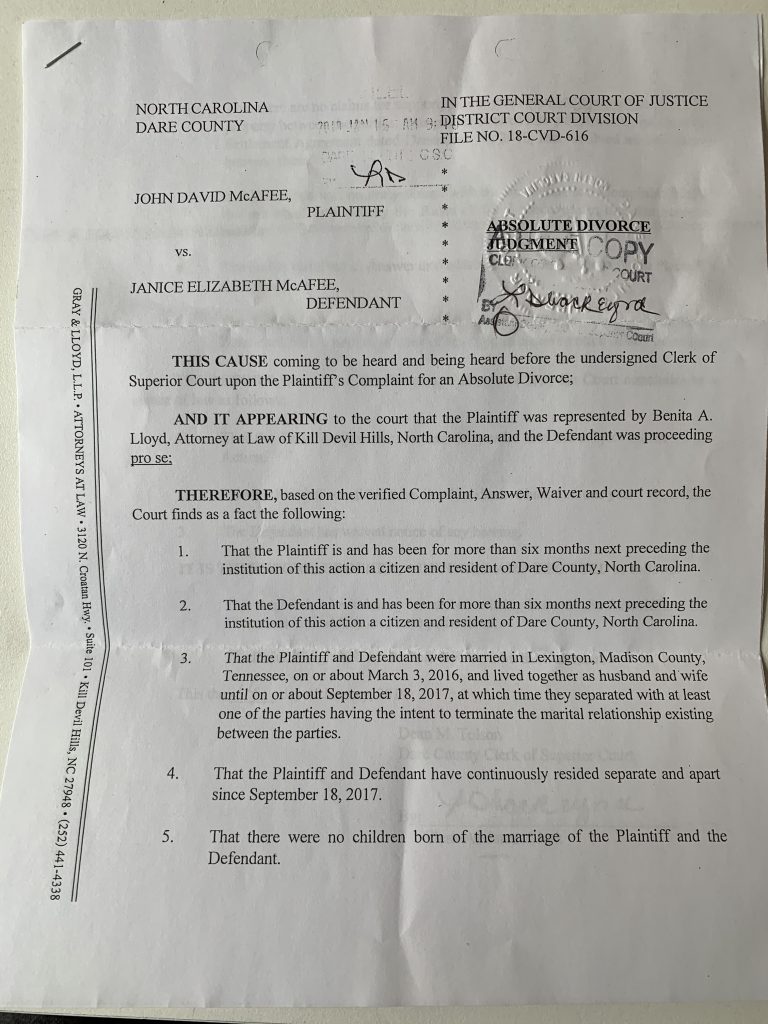 NORTH CAROLINA
DARE COUNTY
IN THE GENERAL COURT OF JUSTICE
DISTRICT COURT DIVISION
FILE NO. 18-CVD-616
JOHN DAVID McAFEE,
PLAINTIFF
vs.
JANICE ELIZABETH McAFEE,
DEFENDANT
*
*
*
*
*
*
*
*
*
ABSOLUTE DIVORCE
JUDGMENT
COPY
COURT
BY
THIS CAUSE coming to be heard and being heard before the undersigned Clerk of
Superior Court upon the Plaintiff's Complaint for an Absolute Divorce;
AND IT APPEARING to the court that the Plaintiff was represented by Benita A.
Lloyd, Attorney at Law of Kill Devil Hills, North Carolina, and the Defendant was proceeding
pro se;
THEREFORE, based on the verified Complaint, Answer, Waiver and court record, the
Court finds as a fact the following:
1. That the Plaintiff is and has been for more than six months next preceding the
institution of this action a citizen and resident of Dare County, North Carolina.
2. That the Defendant is and has been for more than six months next preceding the
institution of this action a citizen and resident of Dare County, North Carolina.
3. That the Plaintiff and Defendant were married in Lexington, Madison County,
Tennessee, on or about March 3, 2016, and lived together as husband and wife
until on or about September 18, 2017, at which time they separated with at least
one of the parties having the intent to terminate the marital relationship existing
between the parties.
4. That the Plaintiff and Defendant have continuously resided separate and apart
since September 18, 2017.
5. That there were no children born of the marriage of the Plaintiff and the
Defendant.
GRAY & LLOYD, L.L.P. • ATTORNEYS AT LAW • 3120 N. Croatan Hwy. • Suite 101 • Kill Devil Hills, NC 27948 • (252) 441-4338